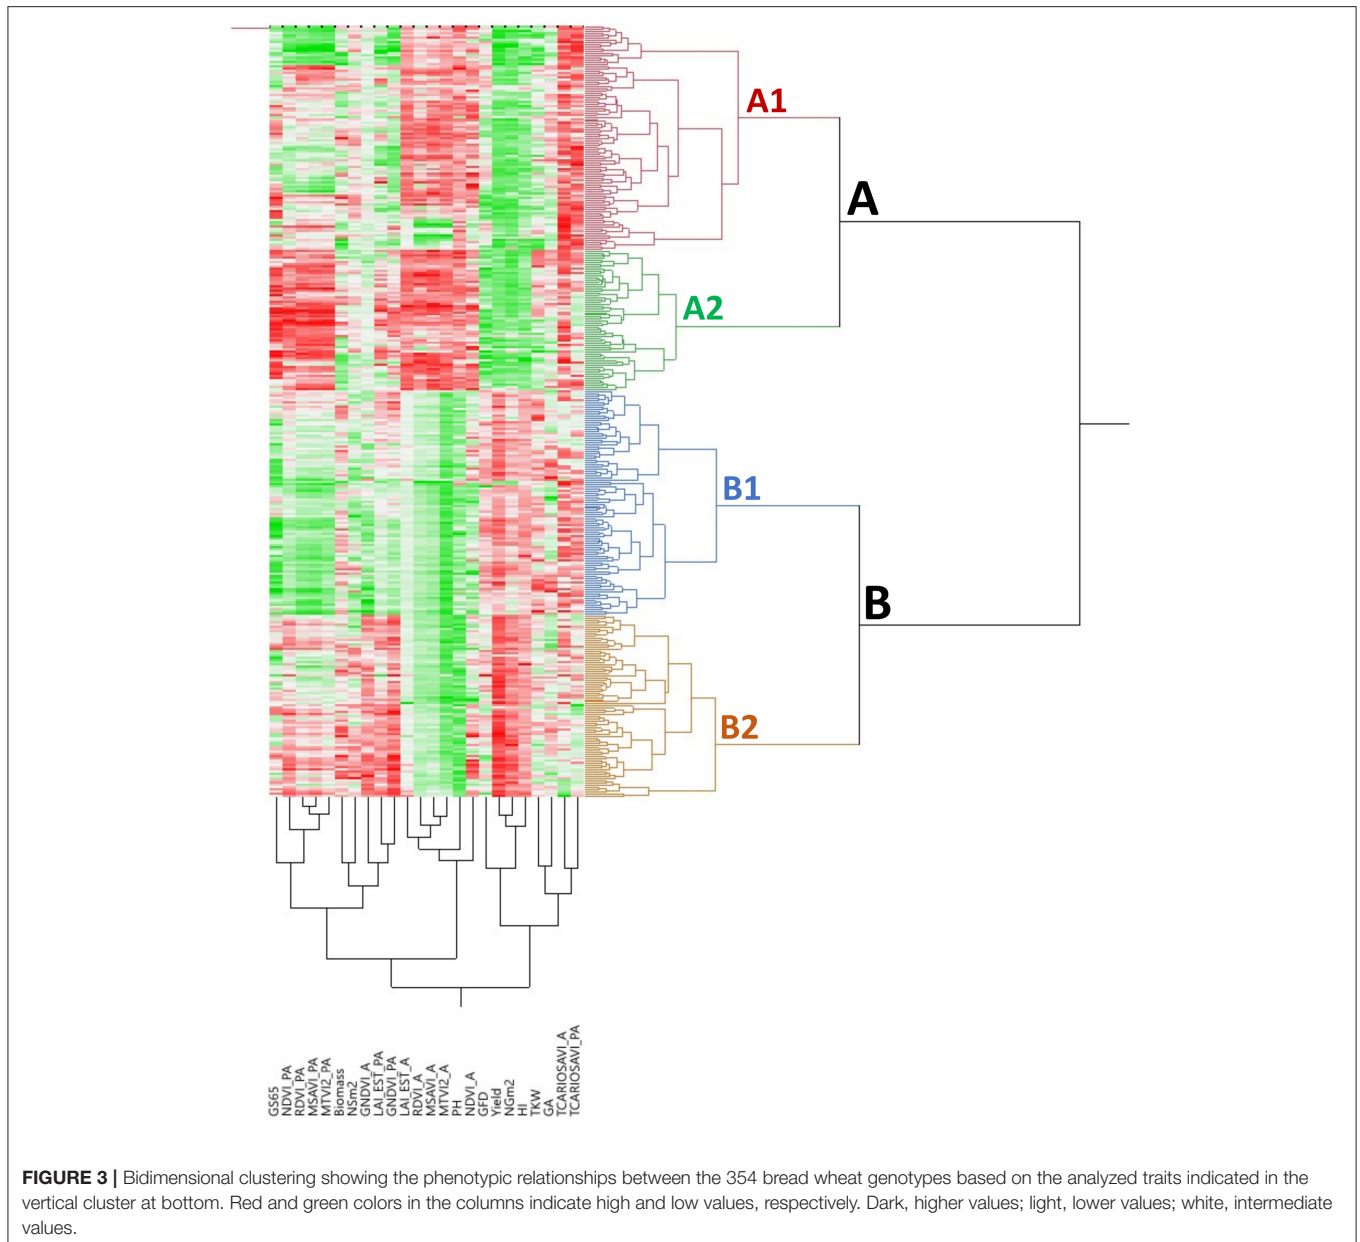 A1
A
A2
B1
B
B2
GS65
NDVI_PA
RDVI_PA
MSAVI_PA
MTVI2_PA
Biomass
NSm2
GNDVI_A
LAI_EST_PA
GNDVI_PA
LAI_EST_A
RDVI_A
MSAVI_A
MTVI2_A
PH
NDVI_A
GFD
Yield
NGm2
HI
TKW
GA
TCARIOSAVI_A
TCARIOSAVI_PA
FIGURE 3 | Bidimensional clustering showing the phenotypic relationships between the 354 bread wheat genotypes based on the analyzed traits indicated in the
vertical cluster at bottom. Red and green colors in the columns indicate high and low values, respectively. Dark, higher values; light, lower values; white, intermediate
values.